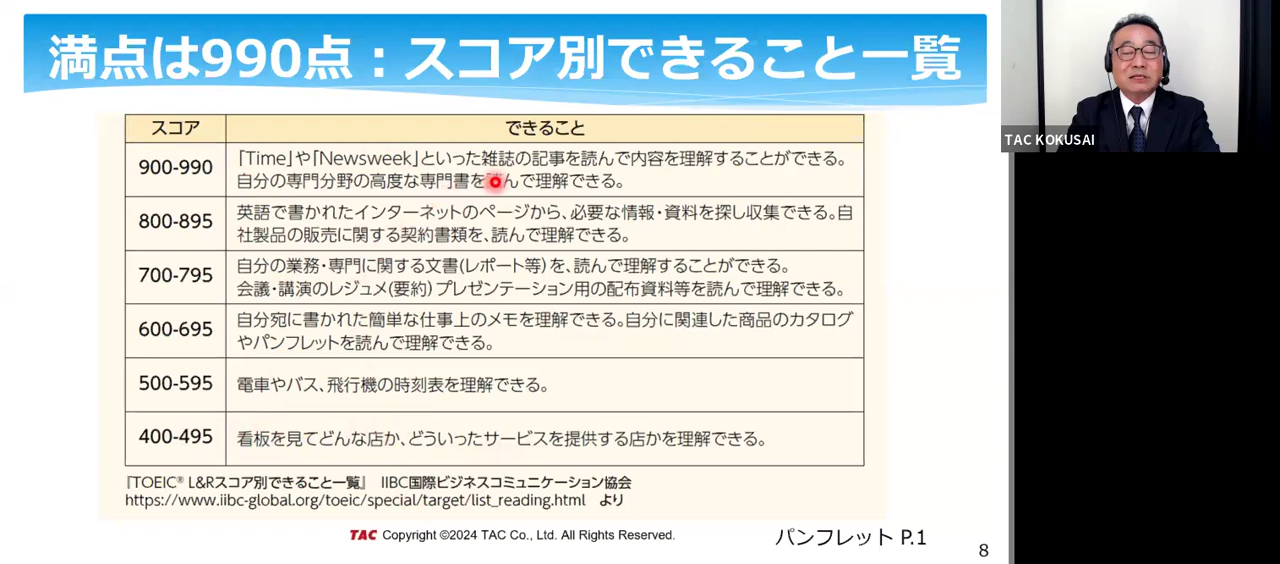 満点は990点：スコア別できること一覧
TAC KOKUSAI
スコア
できること
900-990
「Time」や「Newsweek」といった雑誌の記事を読んで内容を理解することができる。
自分の専門分野の高度な専門書を読んで理解できる。
800-895
英語で書かれたインターネットのページから、必要な情報・資料を探し収集できる。自
社製品の販売に関する契約書類を、読んで理解できる。
700-795
自分の業務・専門に関する文書(レポート等)を、読んで理解することができる。
会議・講演のレジュメ(要約)プレゼンテーション用の配布資料等を読んで理解できる。
600-695
自分宛に書かれた簡単な仕事上のメモを理解できる。自分に関連した商品のカタログ
やパンフレットを読んで理解できる。
500-595
電車やバス、飛行機の時刻表を理解できる。
400-495
看板を見てどんな店か、どういったサービスを提供する店かを理解できる。
『TOEIC® L&Rスコア別できること一覧』 IIBC国際ビジネスコミュニケーション協会
https://www.iibc-global.org/toeic/special/target/list_reading.html より
TAC Copyright ©2024 TAC Co., Ltd. All Rights Reserved.
パンフレット P.1
8